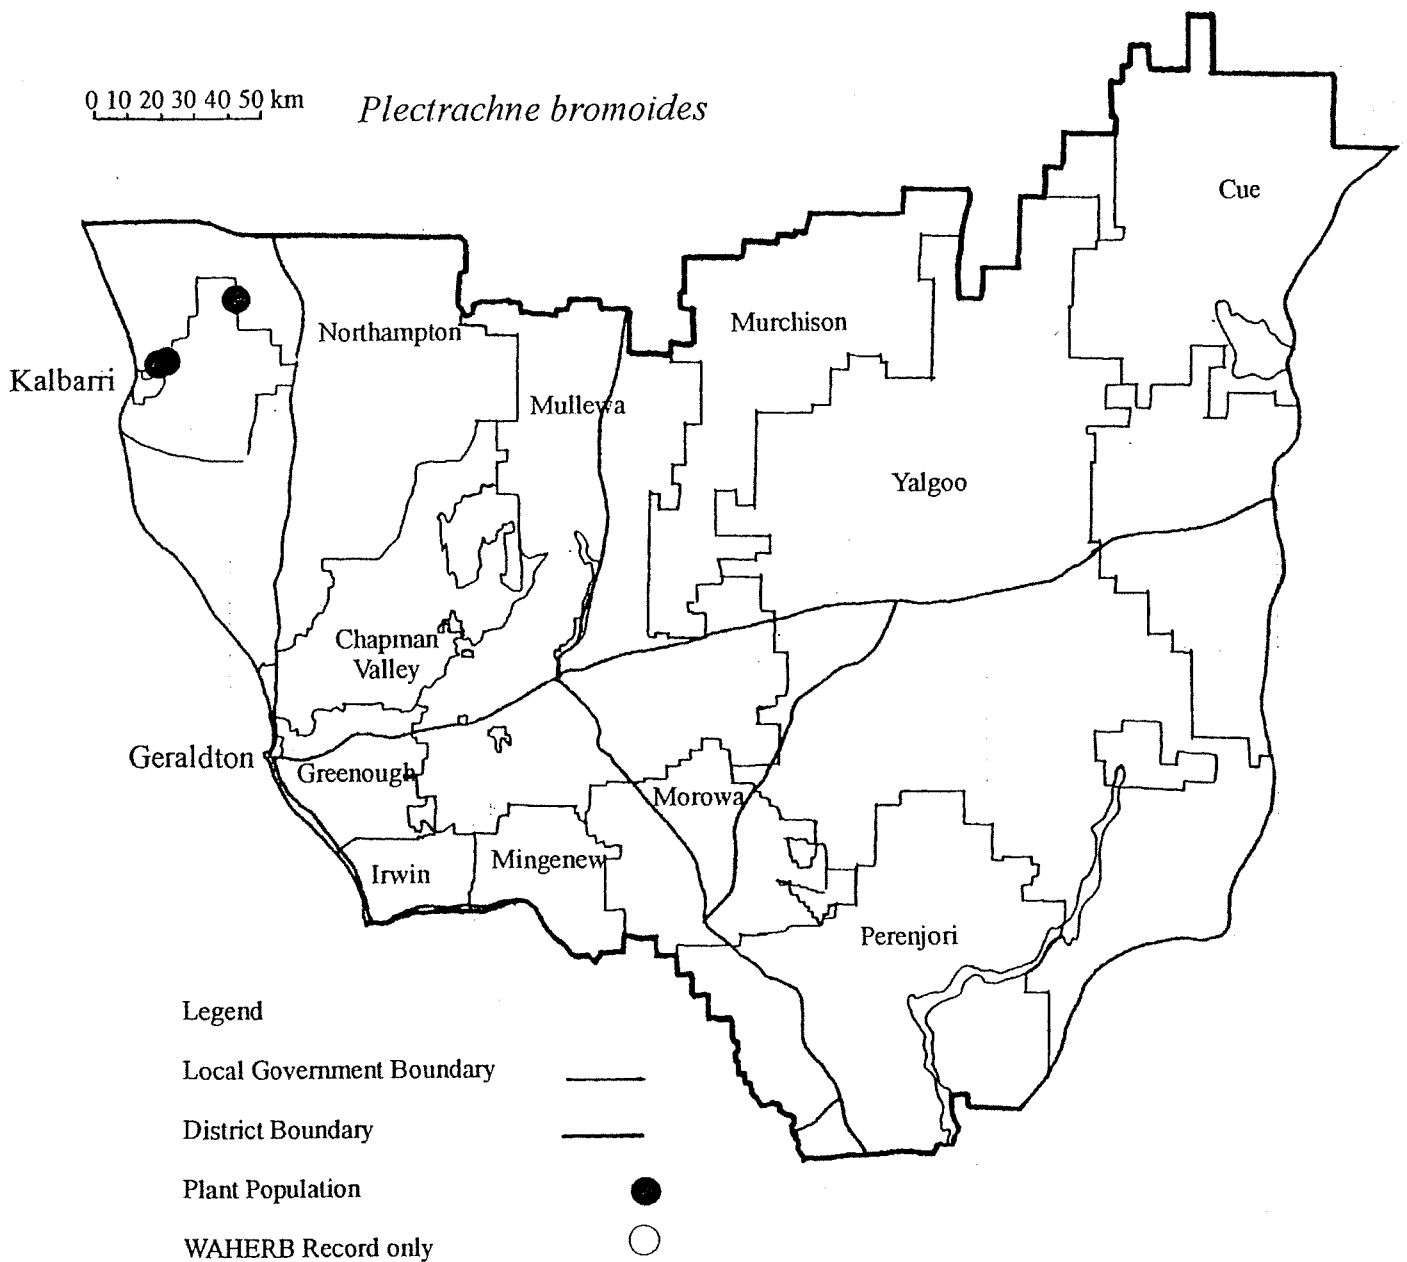 0 10 20 30 40 50 km
Plectrachne bromoides
Cue
Northampton
Murchison
Kalbarri
Mullewa
Yalgoo
Chapman
Valley
Geraldton
Greenough
Morowa
Irwin
Mingenew
Perenjori
Legend
Local Government Boundary
District Boundary
Plant Population
WAHERB Record only